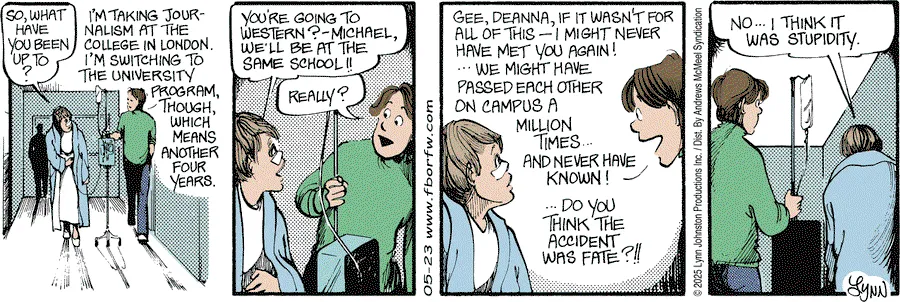 SO, WHAT
HAVE
YOU BEEN
UP TO
?
I'M TAKING JOUR-
NALISM AT THE
COLLEGE IN LONDON.
I'M SWITCHING TO
THE UNIVERSITY
PROGRAM,
THOUGH,
WHICH
MEANS
ANOTHER
FOUR
YEARS.
YOU'RE GOING TO
WESTERN?-MICHAEL,
WE'LL BE AT THE
SAME SCHOOL!!
REALLY?
05-23 www.fborfw.com
GEE, DEANNA, IF IT WASN'T FOR
ALL OF THIS — I MIGHT NEVER
HAVE MET YOU AGAIN!
...WE MIGHT HAVE
PASSED EACH OTHER
ON CAMPUS A
MILLION
TIMES...
AND NEVER HAVE
KNOWN!
...DO YOU
THINK THE
ACCIDENT
WAS FATE?!!
© 2025 Lynn Johnston Productions Inc. / Dist. By Andrews McMeel Syndication
NO... I THINK IT
WAS STUPIDITY.
LYNN